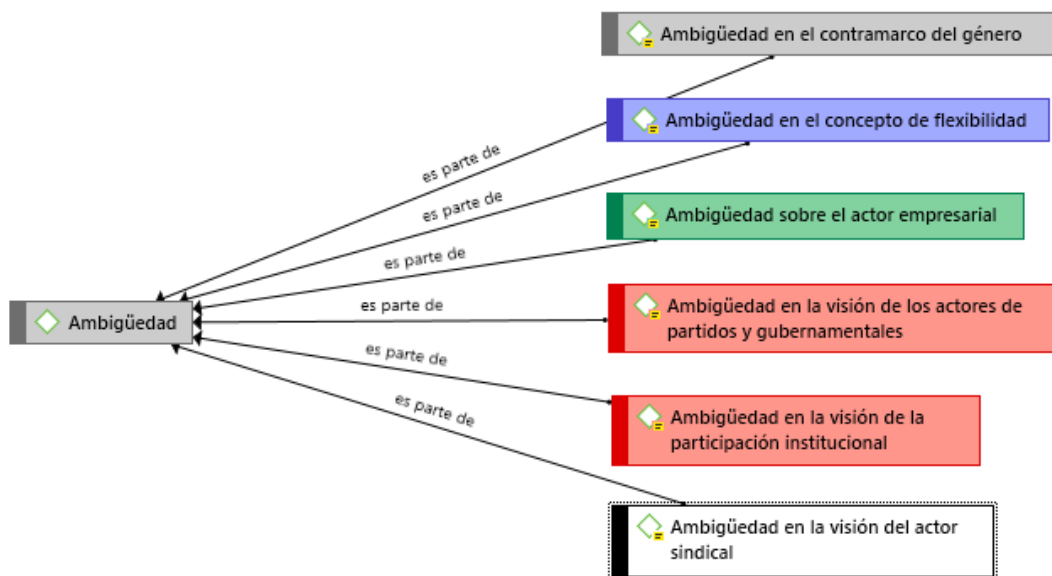 Ambigüedad en el contramarco del género
Ambigüedad en el concepto de flexibilidad
es parte de
es parte de
Ambigüedad sobre el actor empresarial
es parte de
Ambigüedad en la visión de los actores de
partidos y gubernamentales
es parte de
Ambigüedad
es parte de
es parte de
Ambigüedad en la visión de la
participación institucional
Ambigüedad en la visión del actor
sindical